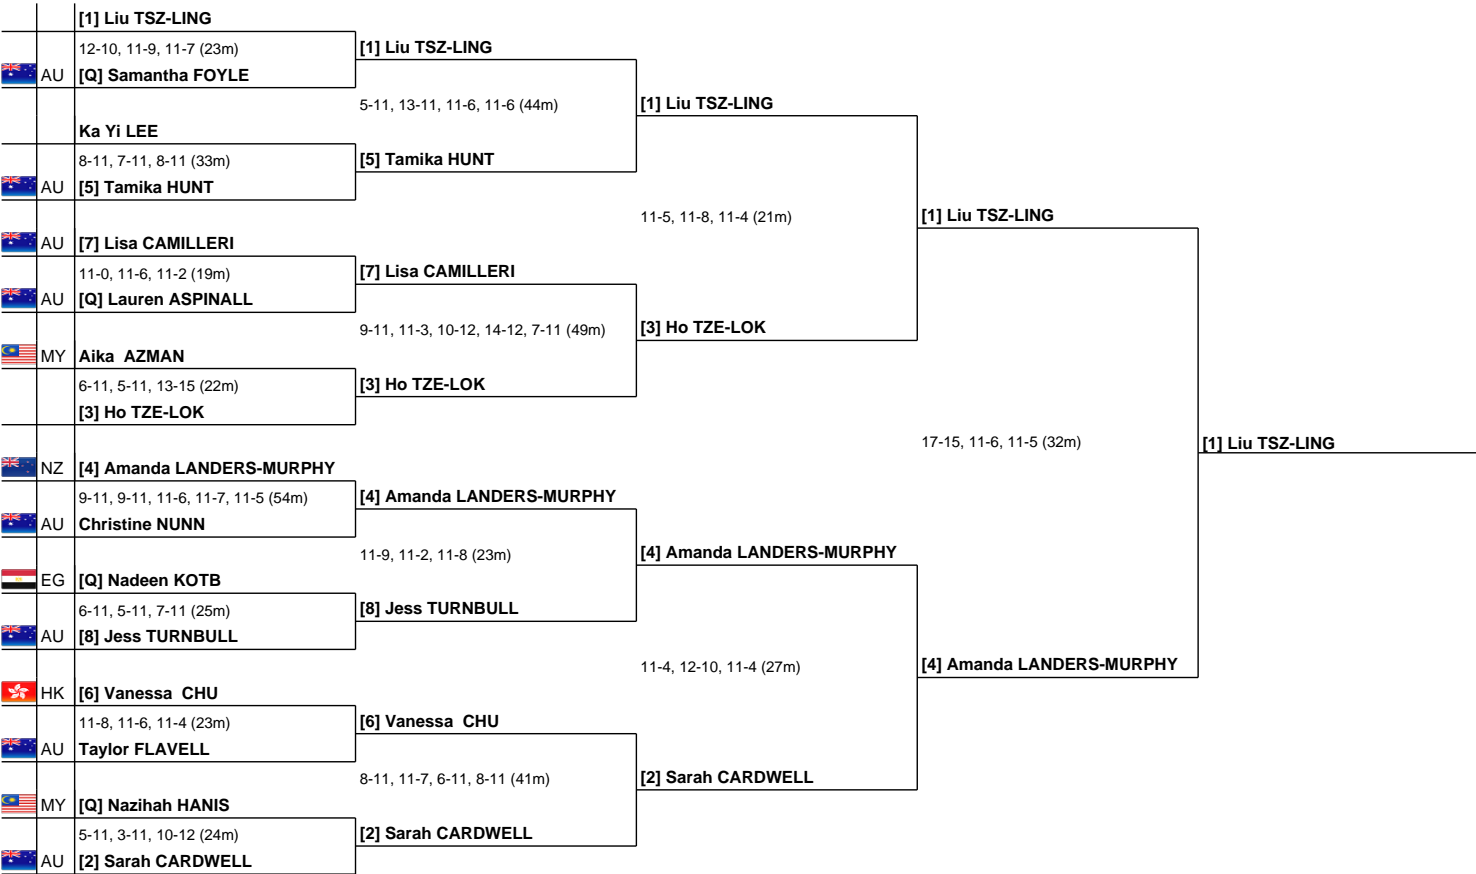 [1] Liu TSZ-LING
12-10, 11-9, 11-7 (23m)
AU [Q] Samantha FOYLE
Ka Yi LEE
8-11, 7-11, 8-11 (33m)
AU [5] Tamika HUNT
AU [7] Lisa CAMILLERI
11-0, 11-6, 11-2 (19m)
AU [Q] Lauren ASPINALL
MY Aika AZMAN
6-11, 5-11, 13-15 (22m)
[3] Ho TZE-LOK
NZ [4] Amanda LANDERS-MURPHY
9-11, 9-11, 11-6, 11-7, 11-5 (54m)
AU Christine NUNN
EG [Q] Nadeen KOTB
6-11, 5-11, 7-11 (25m)
AU [8] Jess TURNBULL
HK [6] Vanessa CHU
11-8, 11-6, 11-4 (23m)
AU Taylor FLAVELL
MY [Q] Nazihah HANIS
5-11, 3-11, 10-12 (24m)
AU [2] Sarah CARDWELL
[1] Liu TSZ-LING
5-11, 13-11, 11-6, 11-6 (44m)
[5] Tamika HUNT
[7] Lisa CAMILLERI
9-11, 11-3, 10-12, 14-12, 7-11 (49m)
[3] Ho TZE-LOK
[4] Amanda LANDERS-MURPHY
11-9, 11-2, 11-8 (23m)
[8] Jess TURNBULL
[6] Vanessa CHU
8-11, 11-7, 6-11, 8-11 (41m)
[2] Sarah CARDWELL
[1] Liu TSZ-LING
11-5, 11-8, 11-4 (21m)
[3] Ho TZE-LOK
[4] Amanda LANDERS-MURPHY
11-4, 12-10, 11-4 (27m)
[2] Sarah CARDWELL
[1] Liu TSZ-LING
17-15, 11-6, 11-5 (32m)
[4] Amanda LANDERS-MURPHY
[1] Liu TSZ-LING